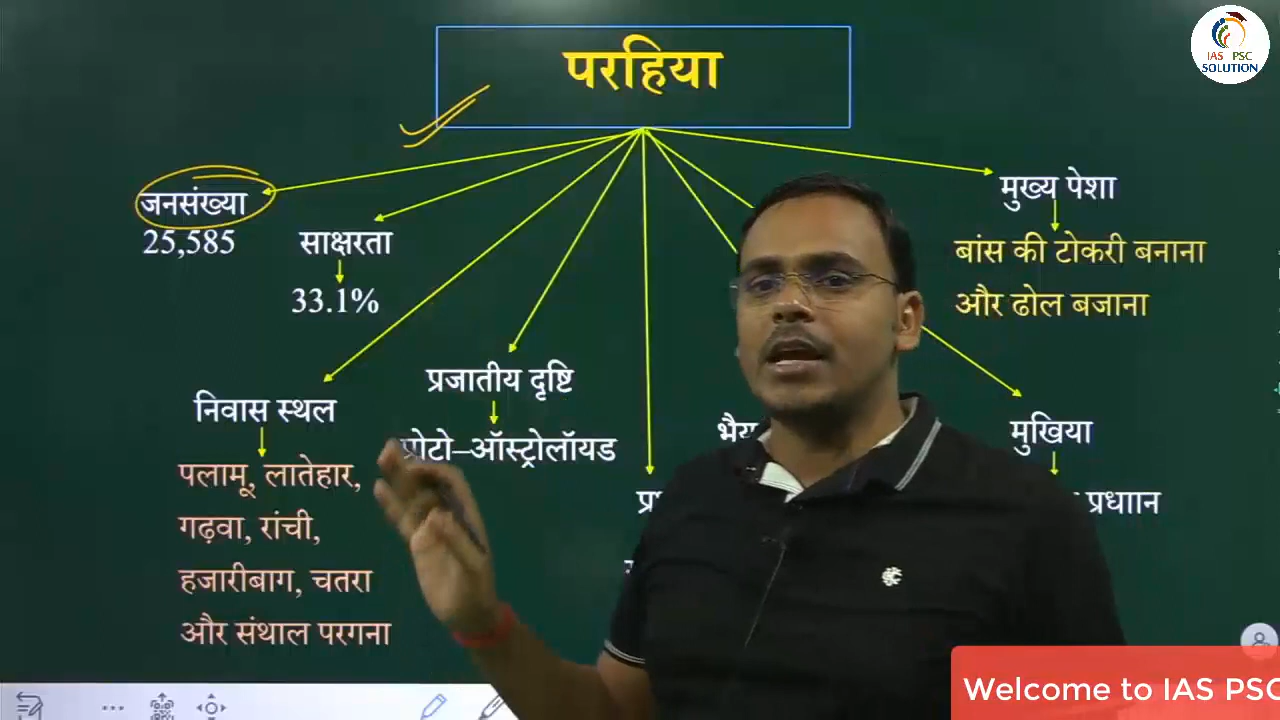 परहिया
IAS PSC
SOLUTION
जनसंख्या
25,585
साक्षरता
33.1%
मुख्य पेशा
बांस की टोकरी बनाना
और ढोल बजाना
निवास स्थल
पलामू, लातेहार,
गढ़वा, रांची,
हजारीबाग, चतरा
और संथाल परगना
प्रजातीय दृष्टि
प्रोटो–ऑस्ट्रोलॉयड
मुखिया
प्रधाान
Welcome to IAS PSC